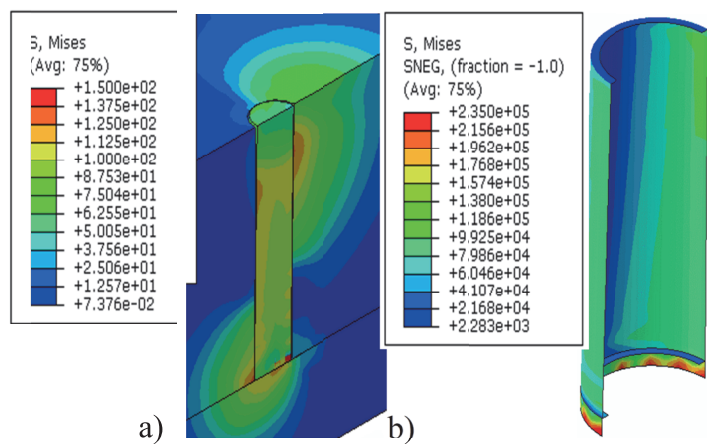 S, Mises
(Avg: 75%)
+1.500e+02
+1.375e+02
+1.250e+02
+1.125e+02
+1.000e+02
+8.753e+01
+7.504e+01
+6.255e+01
+5.005e+01
+3.756e+01
+2.506e+01
+1.257e+01
+7.376e-02
a)
S, Mises
SNEG, (fraction = -1.0)
(Avg: 75%)
+2.350e+05
+2.156e+05
+1.962e+05
+1.768e+05
+1.574e+05
+1.380e+05
+1.186e+05
+9.925e+04
+7.986e+04
+6.046e+04
+4.107e+04
+2.168e+04
+2.283e+03
b)